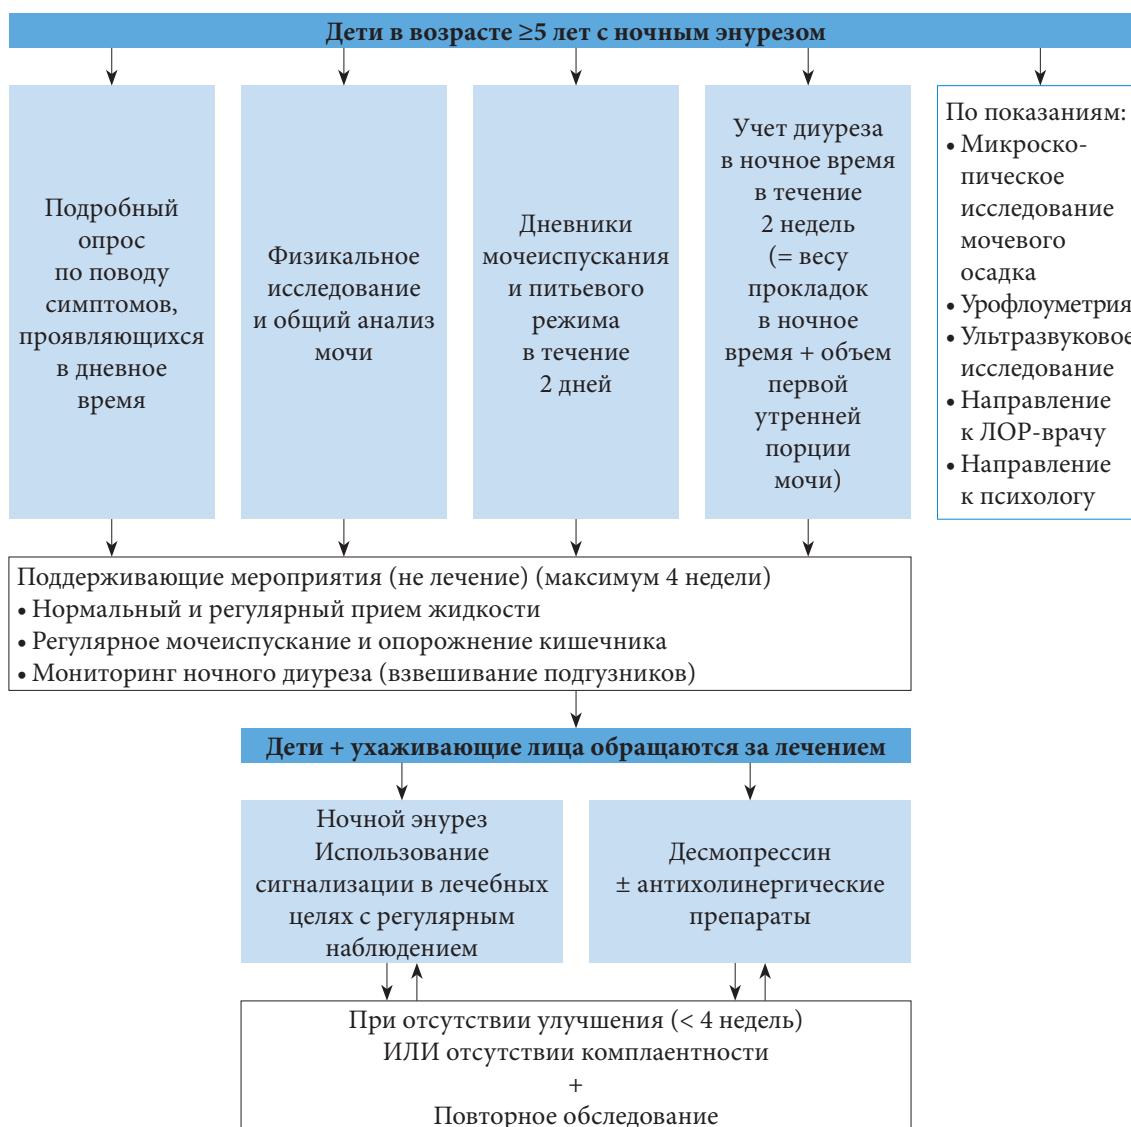 Дети в возрасте ≥5 лет с ночным энурезом
Подробный
опрос
по поводу
симптомов,
проявляющихся
в дневное
время
Физикальное
исследование
и общий анализ
мочи
Дневники
мочеиспускания
и питьевого
режима
в течение
2 дней
Учет диуреза
в ночное время
в течение
2 недель
(= весу
прокладок
в ночное
время + объем
первой
утренней
порции
мочи)
По показаниям:
• Микроско-
пическое
исследование
мочевого
осадка
• Урофлоуметрия
• Ультразвуковое
исследование
• Направление
к ЛОР-врачу
• Направление
к психологу
Поддерживающие мероприятия (не лечение) (максимум 4 недели)
• Нормальный и регулярный прием жидкости
• Регулярное мочеиспускание и опорожнение кишечника
• Мониторинг ночного диуреза (взвешивание подгузников)
Дети + ухаживающие лица обращаются за лечением
Ночной энурез
Использование
сигнализации в лечебных
целях с регулярным
наблюдением
Десмопрессин
± антихолинергические
препараты
При отсутствии улучшения (< 4 недель)
ИЛИ отсутствии комплаентности
+
Повторное обследование